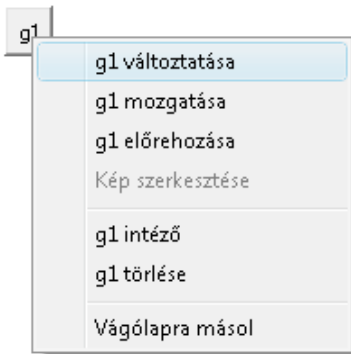 g1
g1 változtatása
g1 mozgatása
g1 előrehozása
Kép szerkesztése
g1 intéző
g1 törlése
Vágólapra másol